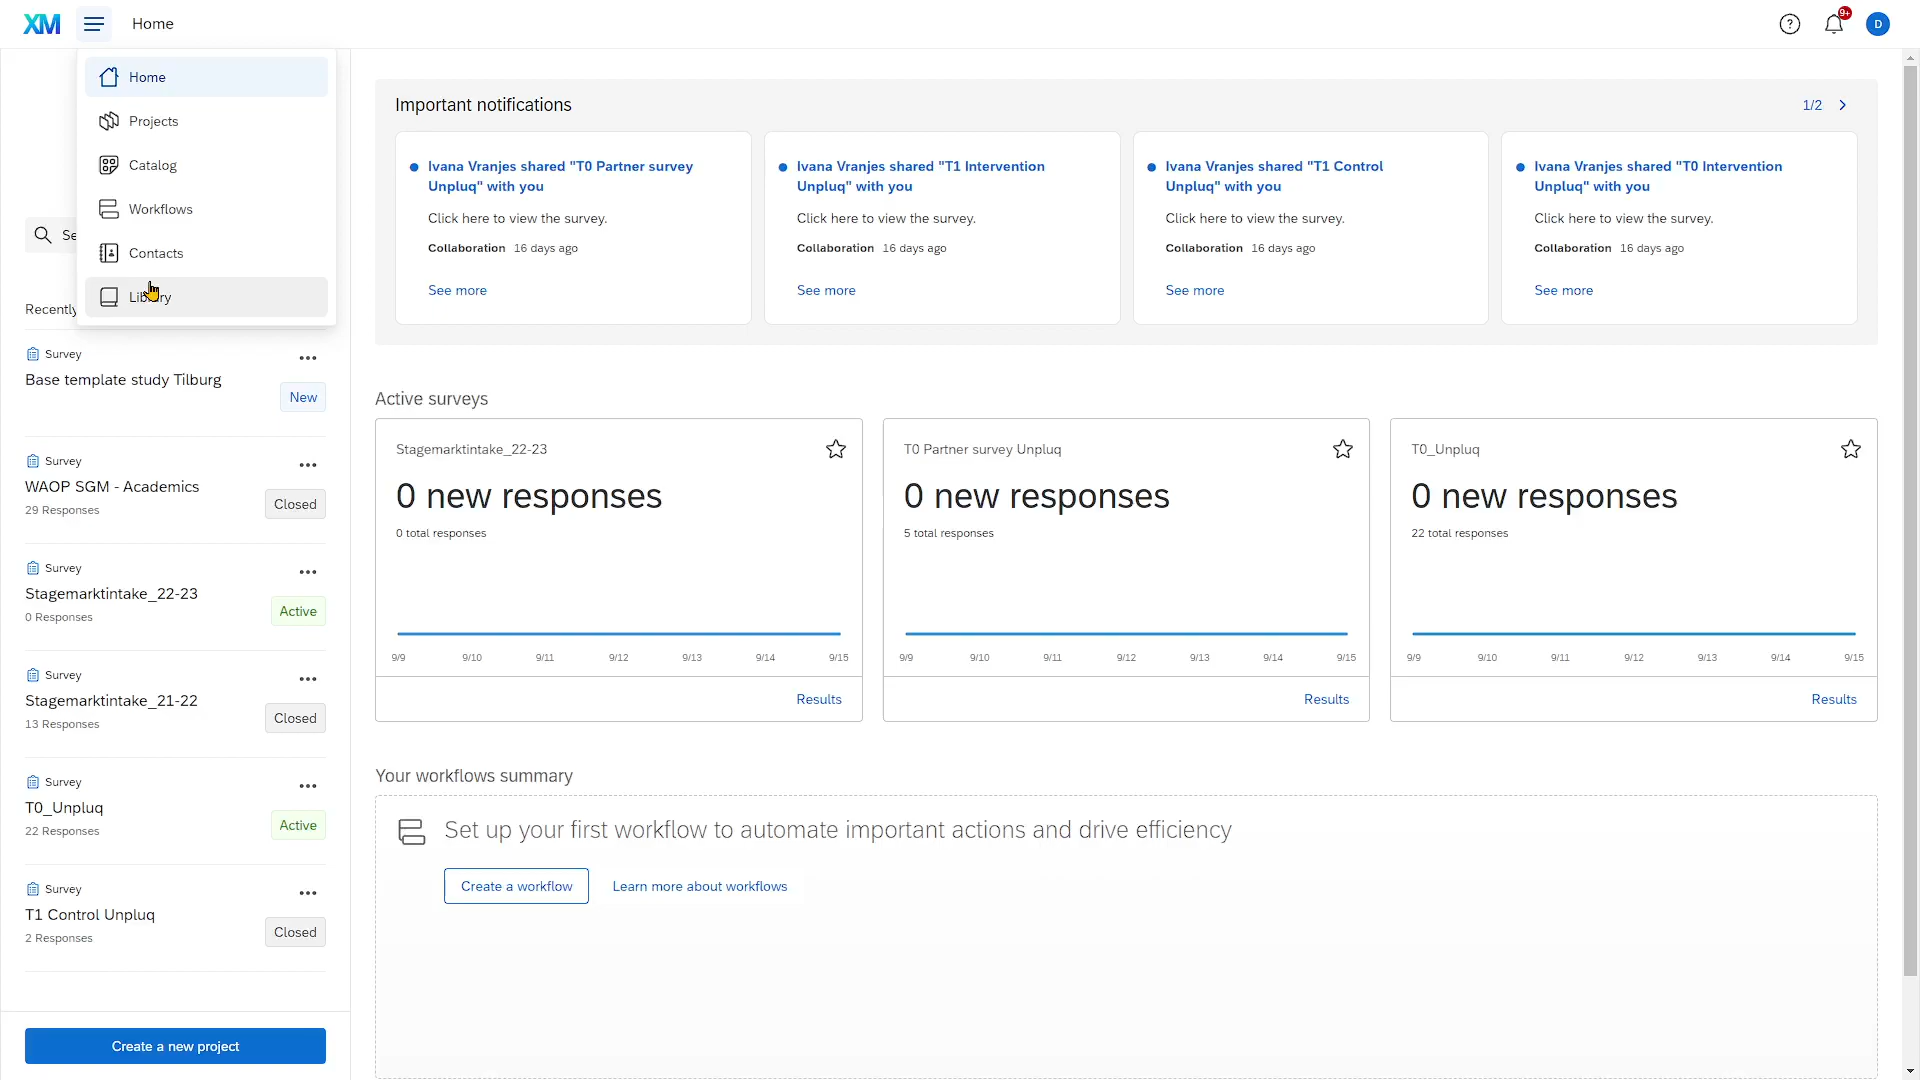 XM
Home
?
9+
D
Home
Projects
Catalog
Workflows
Contacts
Library
Se
Recently
Survey
Base template study Tilburg
New
Survey
WAOP SGM - Academics
29 Responses
Closed
Survey
Stagemarktintake_22-23
0 Responses
Active
Survey
Stagemarktintake_21-22
13 Responses
Closed
Survey
T0_Unpluq
22 Responses
Active
Survey
T1 Control Unpluq
2 Responses
Closed
Create a new project
Important notifications
1/2
Ivana Vranjes shared "T0 Partner survey
Unpluq" with you
Click here to view the survey.
Collaboration 16 days ago
See more
Ivana Vranjes shared "T1 Intervention
Unpluq" with you
Click here to view the survey.
Collaboration 16 days ago
See more
Ivana Vranjes shared "T1 Control
Unpluq" with you
Click here to view the survey.
Collaboration 16 days ago
See more
Ivana Vranjes shared "T0 Intervention
Unpluq" with you
Click here to view the survey.
Collaboration 16 days ago
See more
Active surveys
Stagemarktintake_22-23
0 new responses
0 total responses
9/9 9/10 9/11 9/12 9/13 9/14 9/15
Results
T0 Partner survey Unpluq
0 new responses
5 total responses
9/9 9/10 9/11 9/12 9/13 9/14 9/15
Results
T0_Unpluq
0 new responses
22 total responses
9/9 9/10 9/11 9/12 9/13 9/14 9/15
Results
Your workflows summary
Set up your first workflow to automate important actions and drive efficiency
Create a workflow
Learn more about workflows